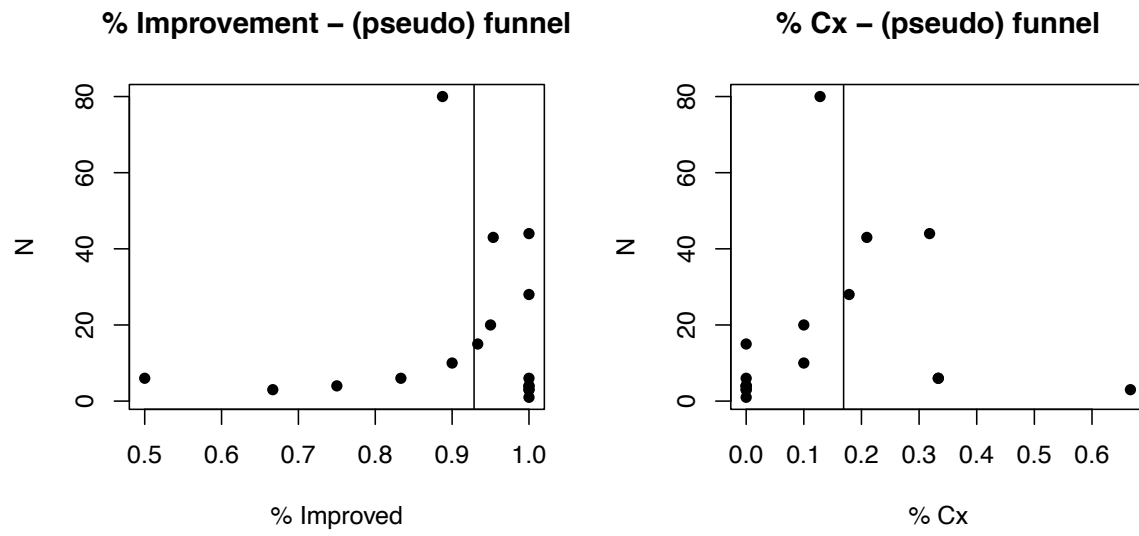 % Improvement – (pseudo) funnel
N
80
60
40
20
0
0.5 0.6 0.7 0.8 0.9 1.0
% Improved
% Cx – (pseudo) funnel
N
80
60
40
20
0
0.0 0.1 0.2 0.3 0.4 0.5 0.6
% Cx